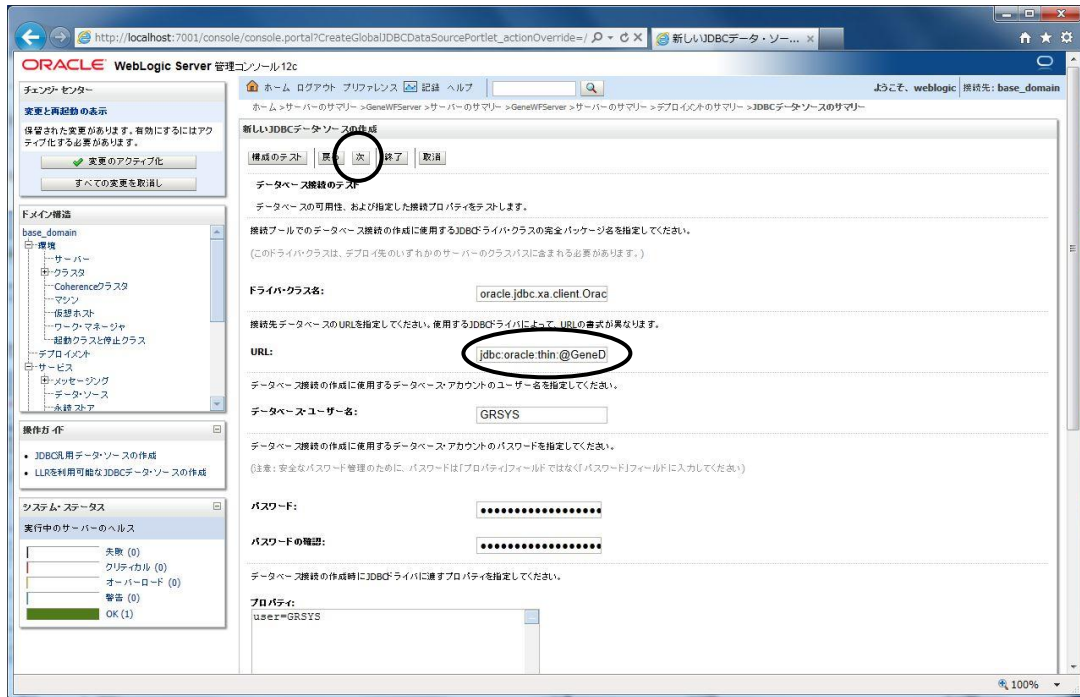 http://localhost:7001/console/console.portal?CreateGlobalJDBCDataSourcePortlet_actionOverride=/
新しいJDBCデータ・ソー...
ORACLE WebLogic Server 管理コンソール12c
チェンジ・センター
変更と再起動の表示
保留された変更があります。有効にするにはアクティブ化する必要があります。
変更のアクティブ化
すべての変更を取消し
ドメイン構造
base_domain
環境
サーバー
クラスタ
Coherenceクラスタ
マシン
仮想ホスト
ワーク・マネージャ
起動クラスと停止クラス
デプロイメント
サービス
メッセージング
データ・ソース
永続ストア
操作ガイド
JDBC汎用データ・ソースの作成
LLRを利用可能なJDBCデータ・ソースの作成
システム・ステータス
実行中のサーバーのヘルス
失敗 (0)
クリティカル (0)
オーバーロード (0)
警告 (0)
OK (1)
ホーム ログアウト プリファレンス 記録 ヘルプ
ようこそ、weblogic 接続先: base_domain
ホーム >サーバーのサマリー >GeneWFServer >サーバーのサマリー >GeneWFServer >サーバーのサマリー >デプロイメントのサマリー >JDBCデータ・ソースのサマリー
新しいJDBCデータ・ソースの作成
構成のテスト 戻る 次 終了 取消
データベース接続のテスト
データベースの可用性、および指定した接続プロパティをテストします。
接続プールでのデータベース接続の作成に使用するJDBCドライバ・クラスの完全パッケージ名を指定してください。
(このドライバ・クラスは、デプロイ先のいずれかのサーバーのクラスパスに含まれる必要があります。)
ドライバ・クラス名: oracle.jdbc.xa.client.Orac
接続先データベースのURLを指定してください。使用するJDBCドライバによって、URLの書式が異なります。
URL: jdbc:oracle:thin:@GeneD
データベース接続の作成に使用するデータベース・アカウントのユーザー名を指定してください。
データベース・ユーザー名: GRSYS
データベース接続の作成に使用するデータベース・アカウントのパスワードを指定してください。
(注意: 安全なパスワード管理のために、パスワードは「プロパティ」フィールドではなく「パスワード」フィールドに入力してください)
パスワード: ●●●●●●●●●●●●●●●●●●
パスワードの確認: ●●●●●●●●●●●●●●●●●●
データベース接続の作成時にJDBCドライバに渡すプロパティを指定してください。
プロパティ:
user=GRSYS
100%